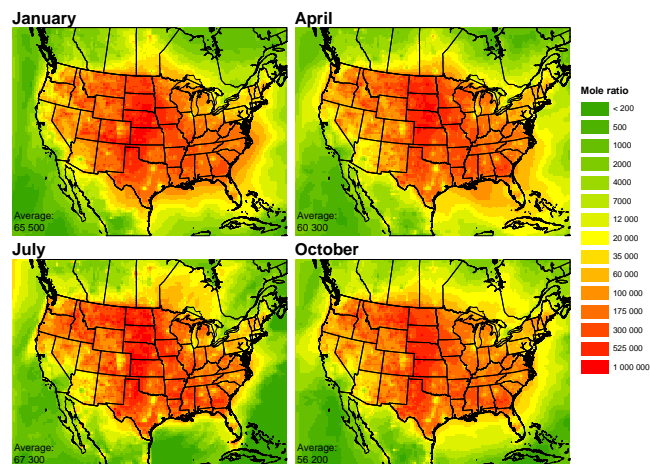 January
April
Average:
65 500
Average:
60 300
July
October
Average:
67 300
Average:
56 200
Mole ratio
< 200
500
1000
2000
4000
7000
12 000
20 000
35 000
60 000
100 000
175 000
300 000
525 000
1 000 000